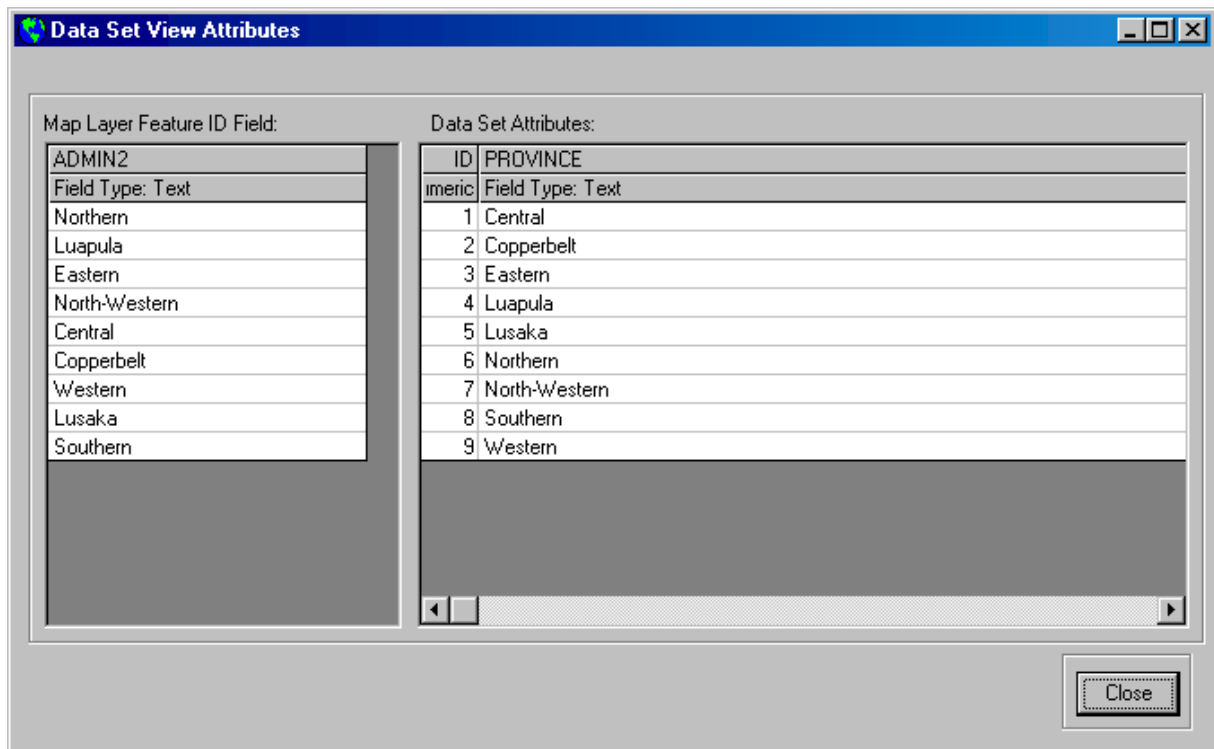 Data Set View Attributes
Map Layer Feature ID Field:
ADMIN2
Field Type: Text
Northern
Luapula
Eastern
North-Western
Central
Copperbelt
Western
Lusaka
Southern
Data Set Attributes:
ID PROVINCE
umeric Field Type: Text
1 Central
2 Copperbelt
3 Eastern
4 Luapula
5 Lusaka
6 Northern
7 North-Western
8 Southern
9 Western
Close